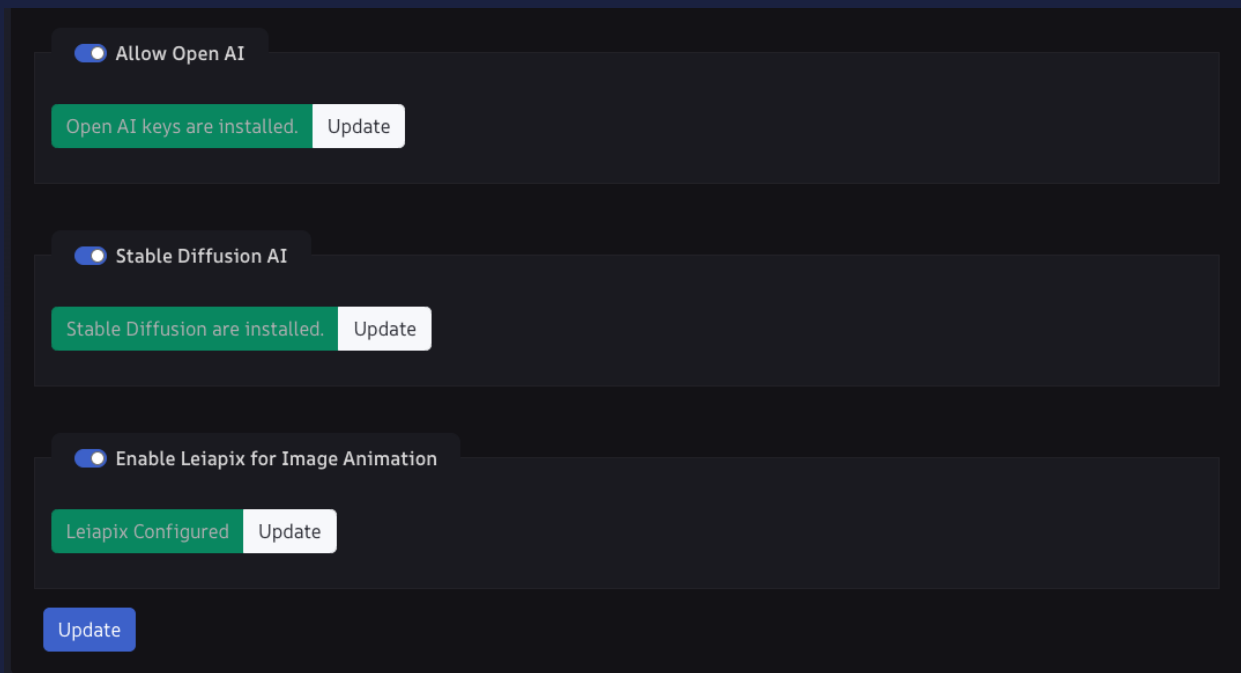 Allow Open AI
Open AI keys are installed. Update
Stable Diffusion AI
Stable Diffusion are installed. Update
Enable Leiapix for Image Animation
Leiapix Configured Update
Update